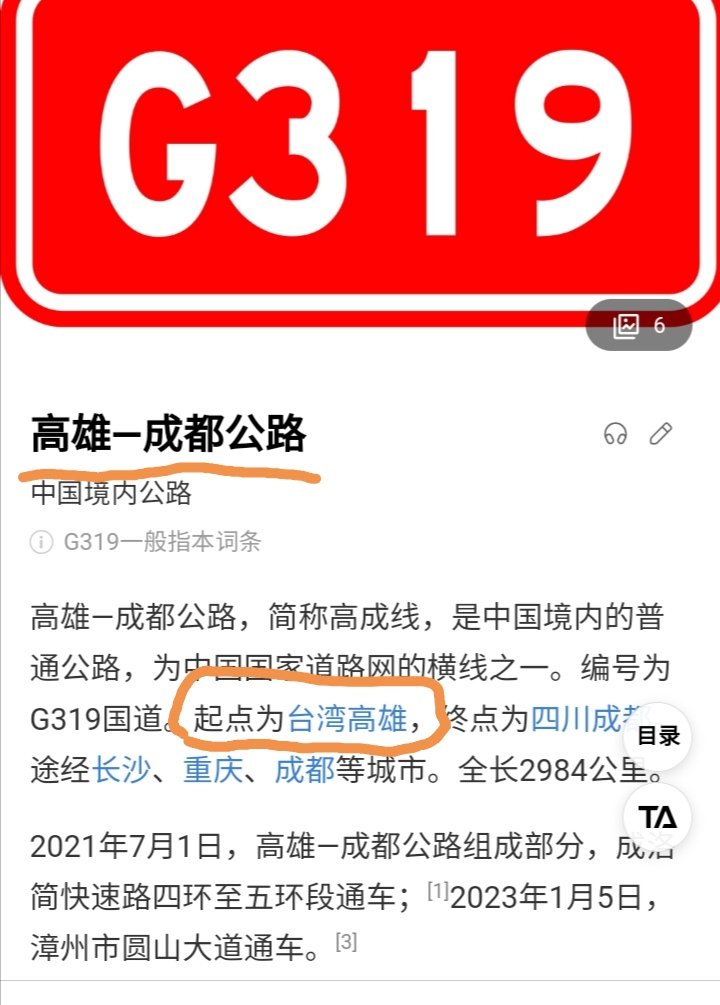 G319
6
高雄—成都公路
中国境内公路
G319一般指本词条
高雄—成都公路，简称高成线，是中国境内的普
通公路，为中国国家道路网的横线之一。编号为
G319国道。起点为台湾高雄，终点为四川成都
目录
途经长沙、重庆、成都等城市。全长2984公里。
TA
2021年7月1日，高雄—成都公路组成部分，成洛
简快速路四环至五环段通车；[1]2023年1月5日，
漳州市圆山大道通车。[3]